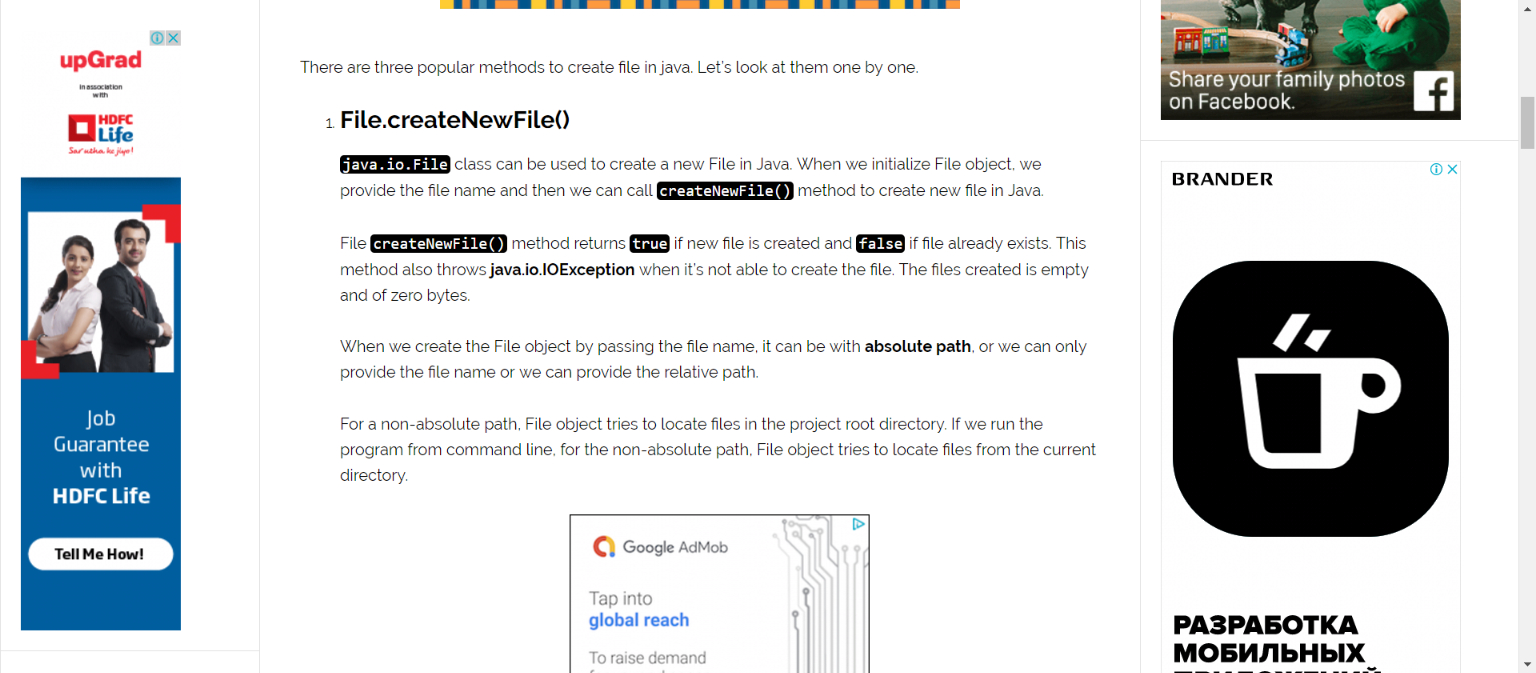 upGrad
in association
with
HDFC
Life
Sar utha ke jiyo!
Job
Guarantee
with
HDFC Life
Tell Me How!
There are three popular methods to create file in java. Let's look at them one by one.
1. File.createNewFile()
java.io.File class can be used to create a new File in Java. When we initialize File object, we
provide the file name and then we can call createNewFile() method to create new file in Java.
File createNewFile() method returns true if new file is created and false if file already exists. This
method also throws java.io.IOException when it's not able to create the file. The files created is empty
and of zero bytes.
When we create the File object by passing the file name, it can be with absolute path, or we can only
provide the file name or we can provide the relative path.
For a non-absolute path, File object tries to locate files in the project root directory. If we run the
program from command line, for the non-absolute path, File object tries to locate files from the current
directory.
Google AdMob
Tap into
global reach
To raise demand
Share your family photos
on Facebook.
BRANDER
РАЗРАБОТКА
МОБИЛЬНЫХ